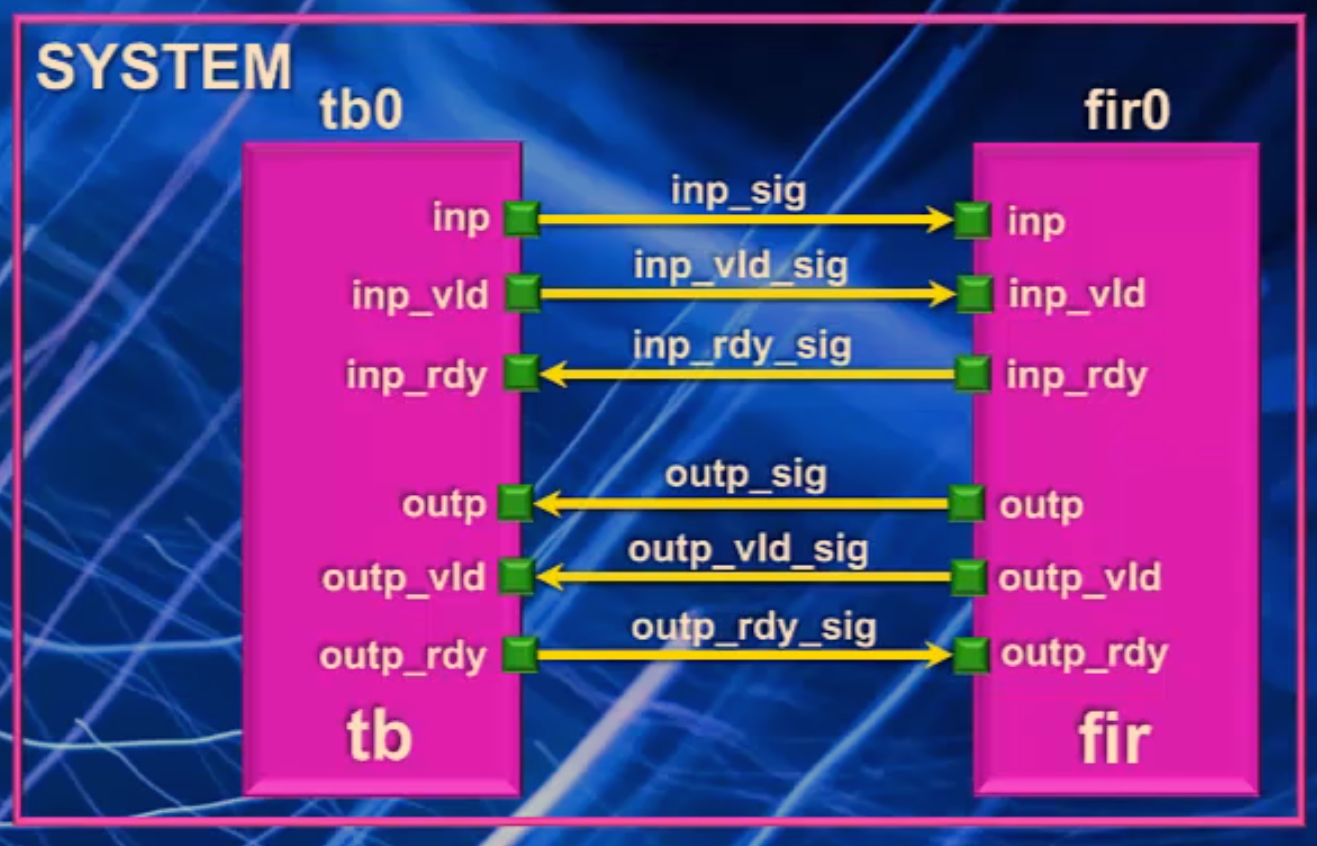 SYSTEM
tb0
fir0
inp inp_sig inp
inp_vld inp_vld_sig inp_vld
inp_rdy inp_rdy_sig inp_rdy
outp outp_sig outp
outp_vld outp_vld_sig outp_vld
outp_rdy outp_rdy_sig outp_rdy
tb
fir